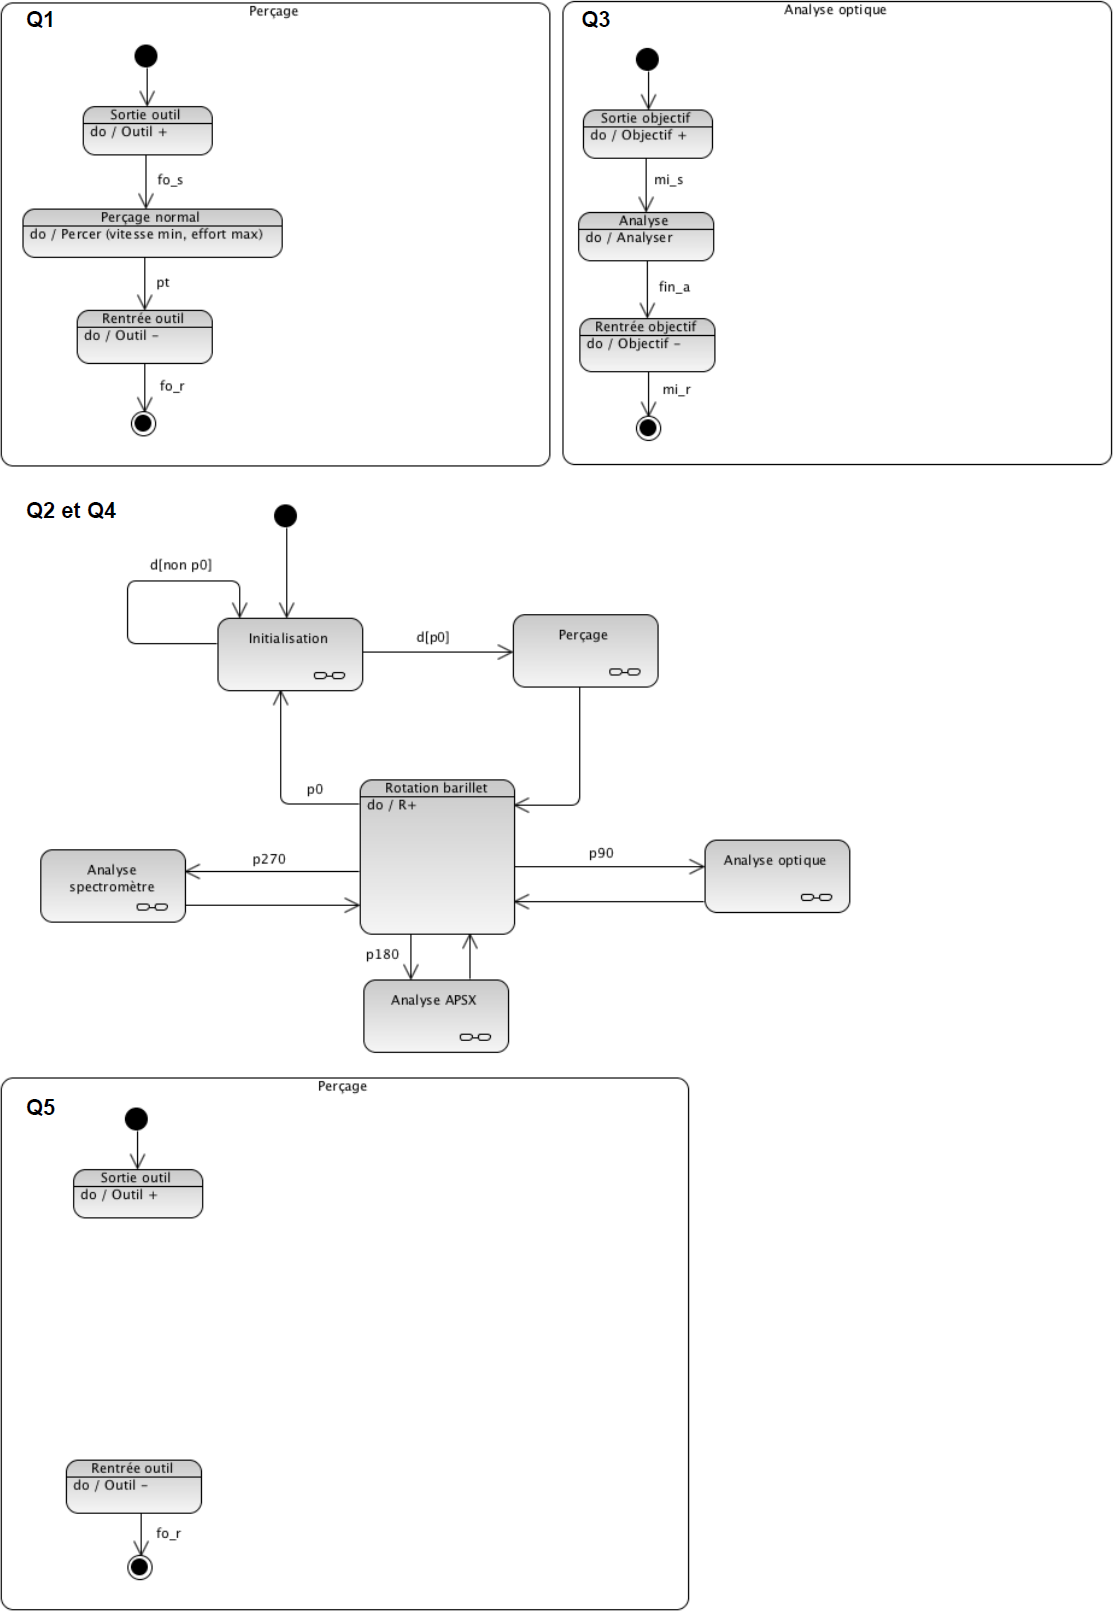 Q1
Perçage
Sortie outil
do / Outil +
fo_s
Perçage normal
do / Percer (vitesse min, effort max)
pt
Rentrée outil
do / Outil -
fo_r
Q3
Analyse optique
Sortie objectif
do / Objectif +
mi_s
Analyse
do / Analyser
fin_a
Rentrée objectif
do / Objectif -
mi_r
Q2 et Q4
d[non p0]
Initialisation
d[p0]
Perçage
p0
Rotation barillet
do / R+
p270
Analyse
spectromètre
p90
Analyse optique
p180
Analyse APSX
Q5
Perçage
Sortie outil
do / Outil +
Rentrée outil
do / Outil -
fo_r